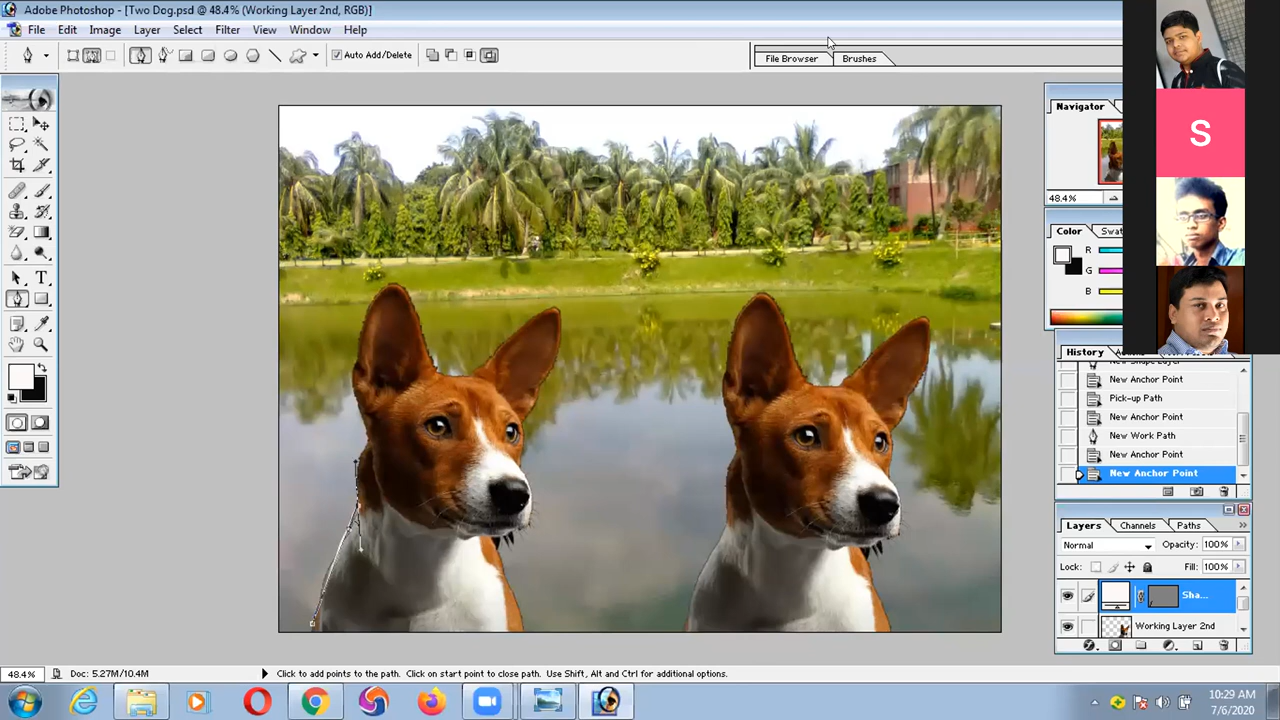 Adobe Photoshop - [Two Dog.psd @ 48.4% (Working Layer 2nd, RGB)]
File Edit Image Layer Select Filter View Window Help
Auto Add/Delete
File Browser Brushes
Navigator
S
48.4%
Color Swat
R
G
B
History
New Anchor Point
Pick-up Path
New Anchor Point
New Work Path
New Anchor Point
New Anchor Point
Layers Channels Paths
Normal Opacity: 100%
Lock: Fill: 100%
Sha...
Working Layer 2nd
48.4% Doc: 5.27M/10.4M Click to add points to the path. Click on start point to close path. Use Shift, Alt and Ctrl for additional options.
10:29 AM
7/6/2020